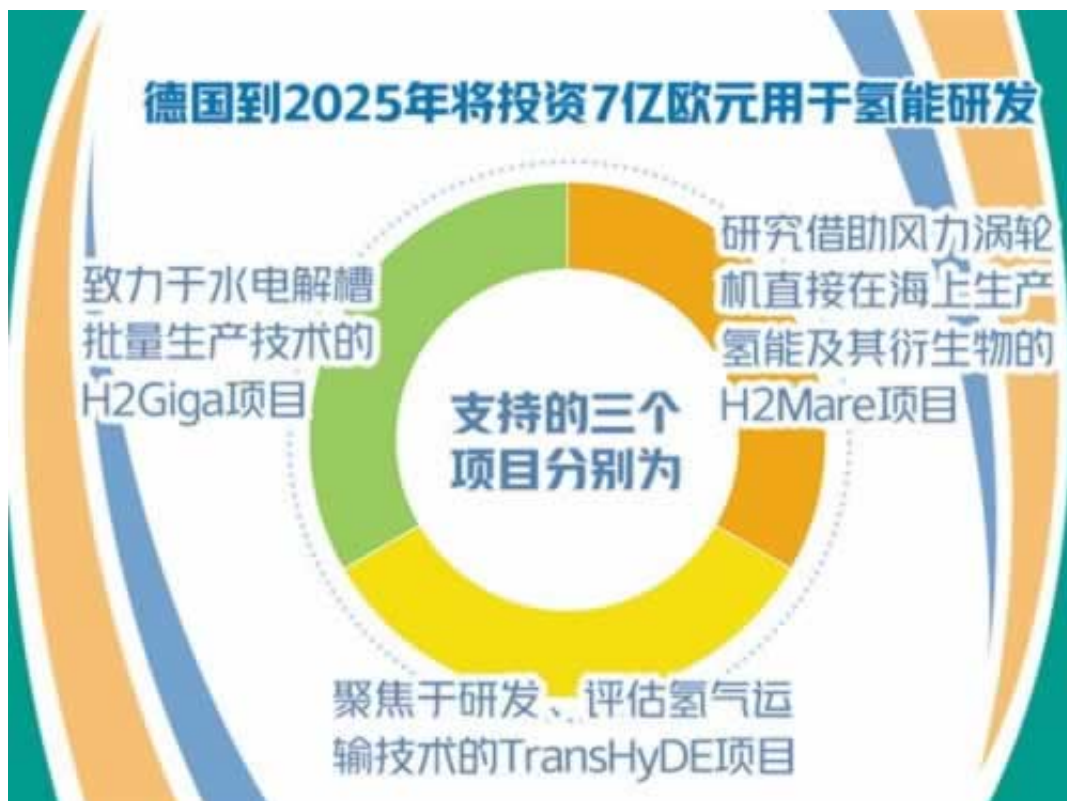 德国到2025年将投资7亿欧元用于氢能研发
致力于水电解槽
批量生产技术的
H2Giga项目
研究借助风力涡轮
机直接在海上生产
氢能及其衍生物的
H2Mare项目
支持的三个
项目分别为
聚焦于研发、评估氢气运
输技术的TransHyDE项目